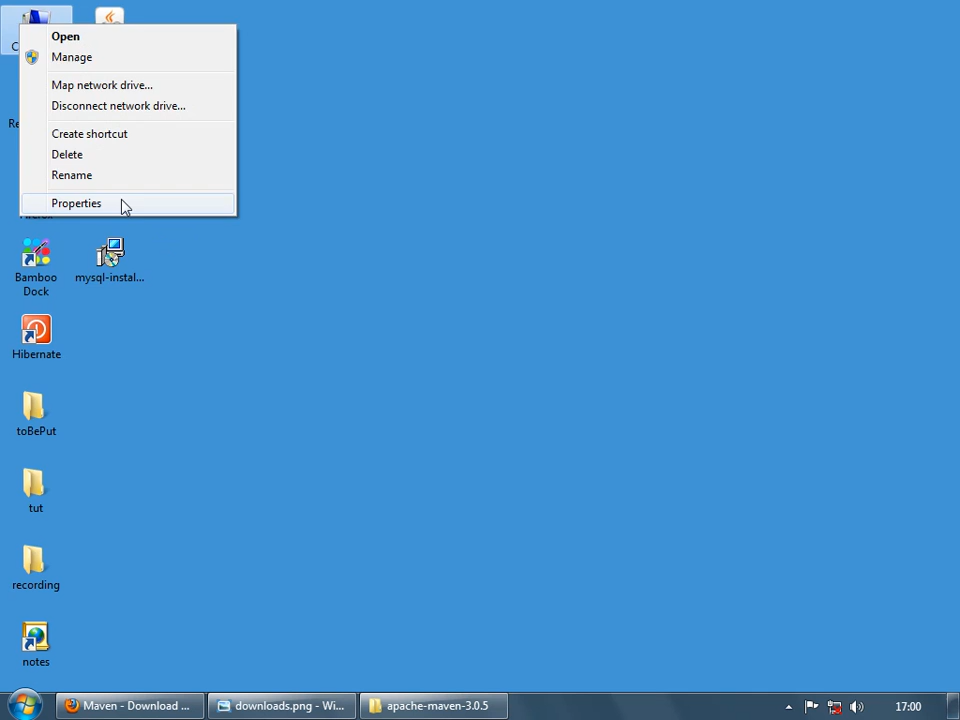 Open
Manage
Map network drive...
Disconnect network drive...
Create shortcut
Delete
Rename
Properties
Bamboo
Dock
mysql-instal...
Hibernate
toBePut
tut
recording
notes
Maven - Download ...
downloads.png - Wi...
apache-maven-3.0.5
17:00